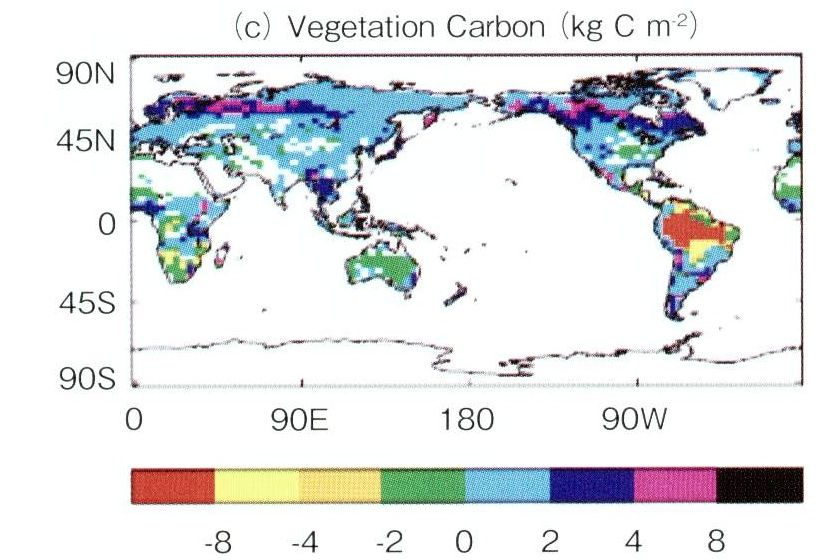 (c) Vegetation Carbon (kg C m-2)
90N
45N
0
45S
90S
0 90E 180 90W
-8 -4 -2 0 2 4 8